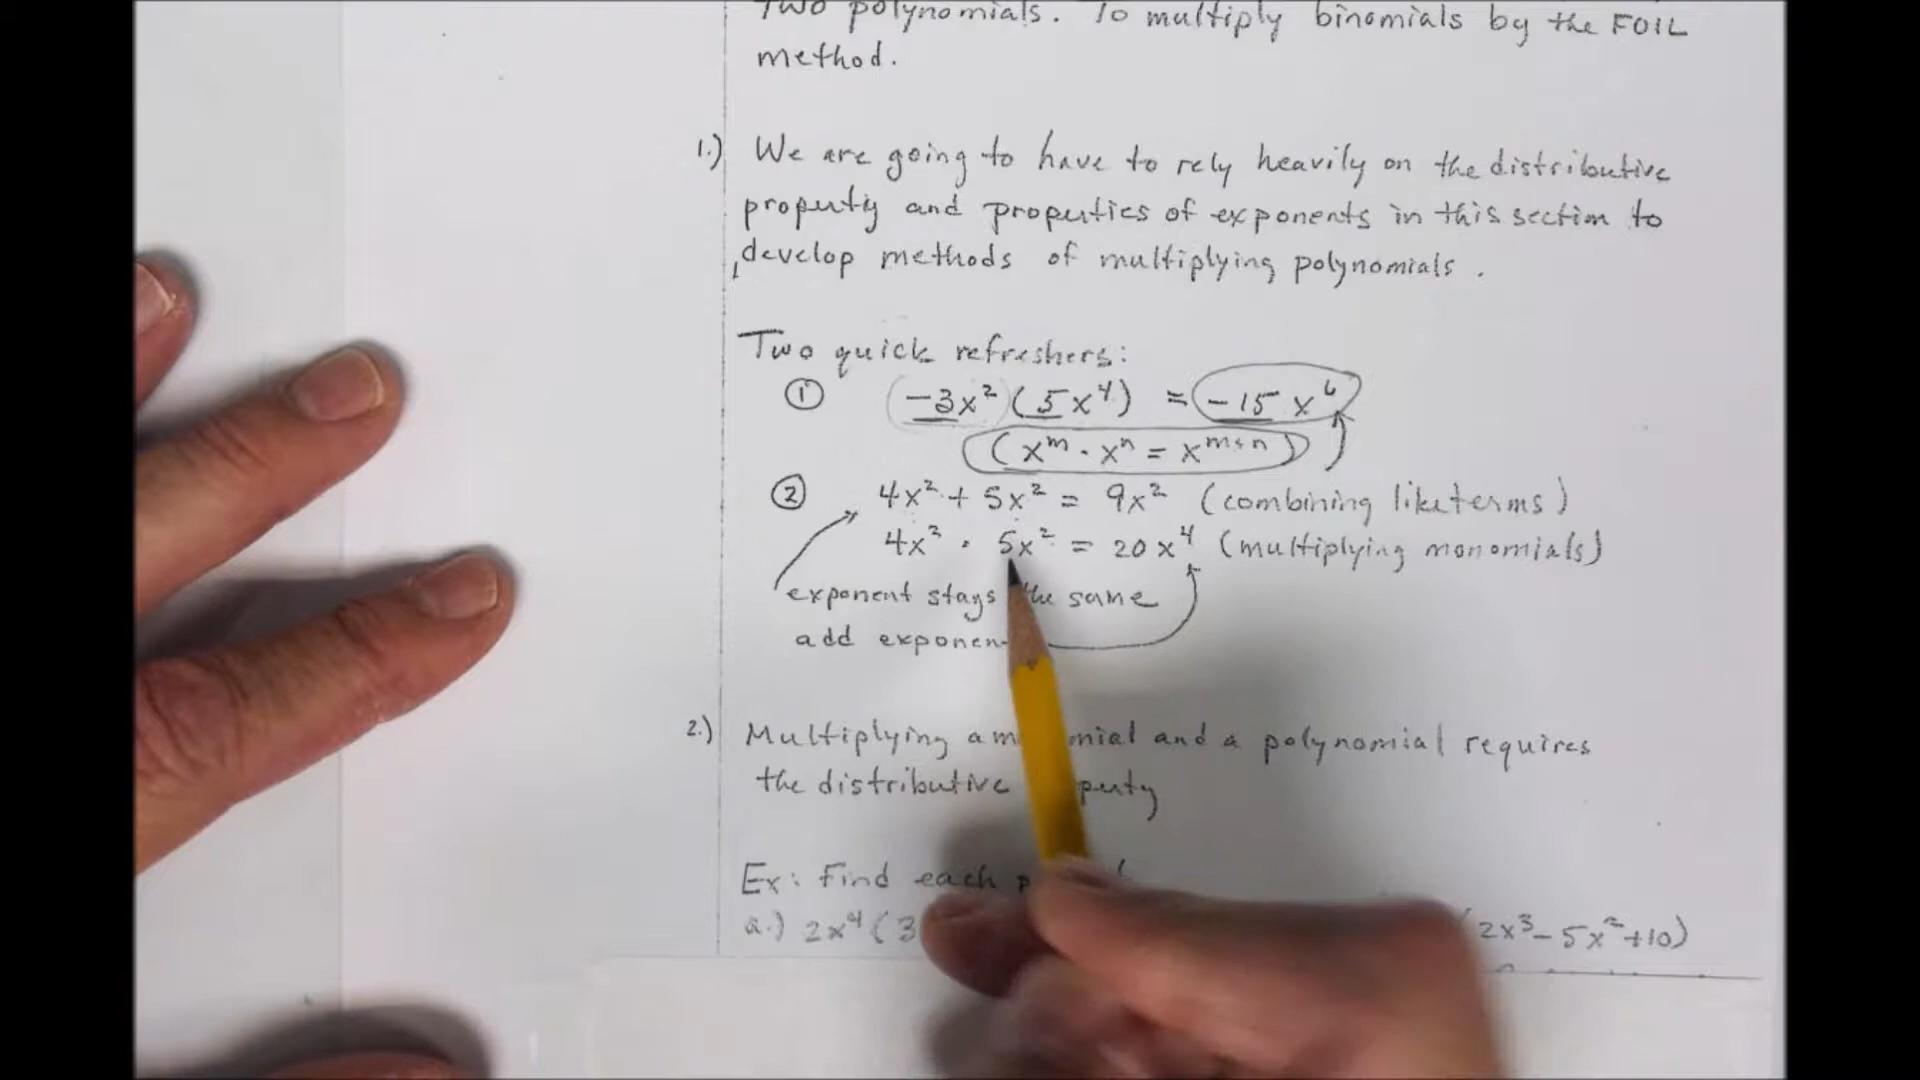 Two polynomials. To multiply binomials by the FOIL
method.
1.) We are going to have to rely heavily on the distributive
property and properties of exponents in this section to
develop methods of multiplying polynomials.
Two quick refreshers:
① (-3x² (5x⁴) = -15x⁶
(xᵐ · xⁿ = xᵐ⁺ⁿ)
② 4x² + 5x² = 9x² (combining like terms)
4x² · 5x² = 20x⁴ (multiplying monomials)
exponent stays the same
add exponen
2.) Multiplying a m nomial and a polynomial requires
the distributive perty
Ex: Find each p
a.) 2x⁴(3 (2x³-5x²+10)